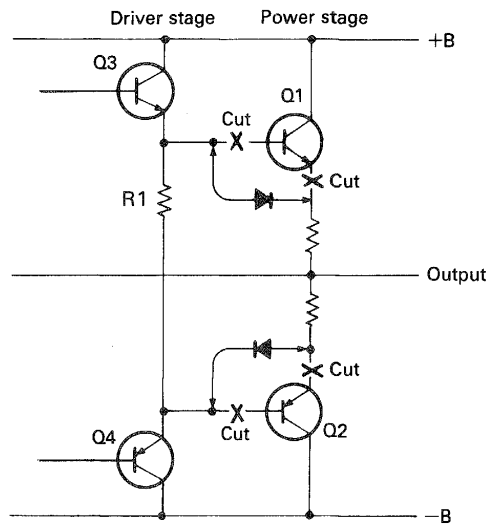 Driver stage
Power stage
+B
Q3
Q1
Cut
Cut
R1
Output
Cut
Q4
Cut
Q2
−B